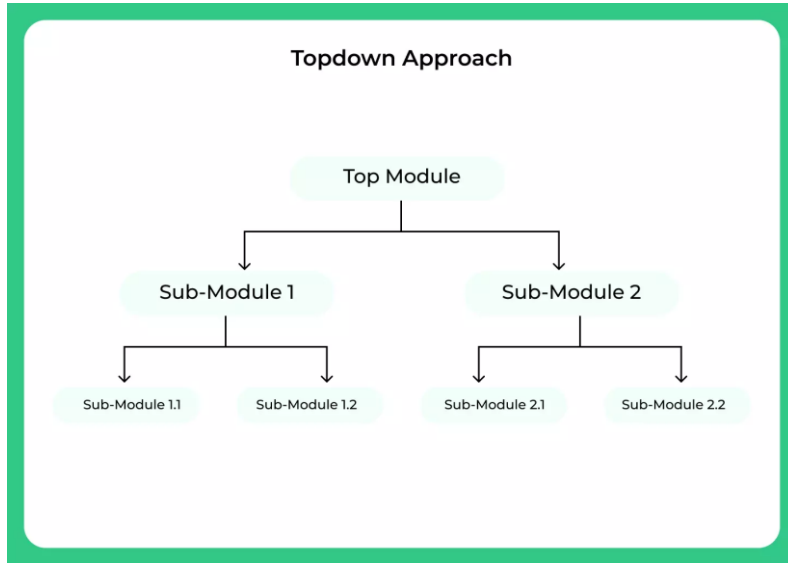 Topdown Approach
Top Module
Sub-Module 1
Sub-Module 2
Sub-Module 1.1
Sub-Module 1.2
Sub-Module 2.1
Sub-Module 2.2